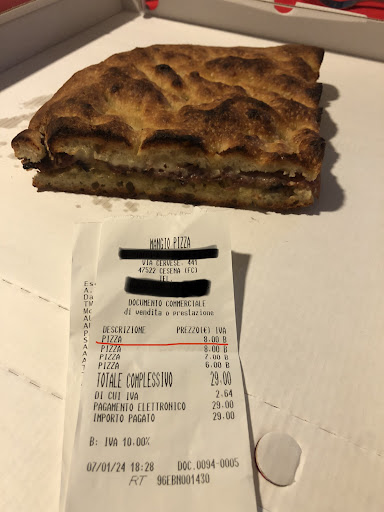 MANGIO PIZZA
VIA CERVESE, 441
47522 CESENA (FC)
TEL.
DOCUMENTO COMMERCIALE
di vendita o prestazione
DESCRIZIONE PREZZO(€) IVA
PIZZA 8.00 B
PIZZA 8.00 B
PIZZA 7.00 B
PIZZA 6.00 B
TOTALE COMPLESSIVO 29.00
DI CUI IVA 2.64
PAGAMENTO ELETTRONICO 29.00
IMPORTO PAGATO 29.00
B: IVA 10.00%
07/01/24 18:28 DOC.0094-0005
RT 96EBN001430